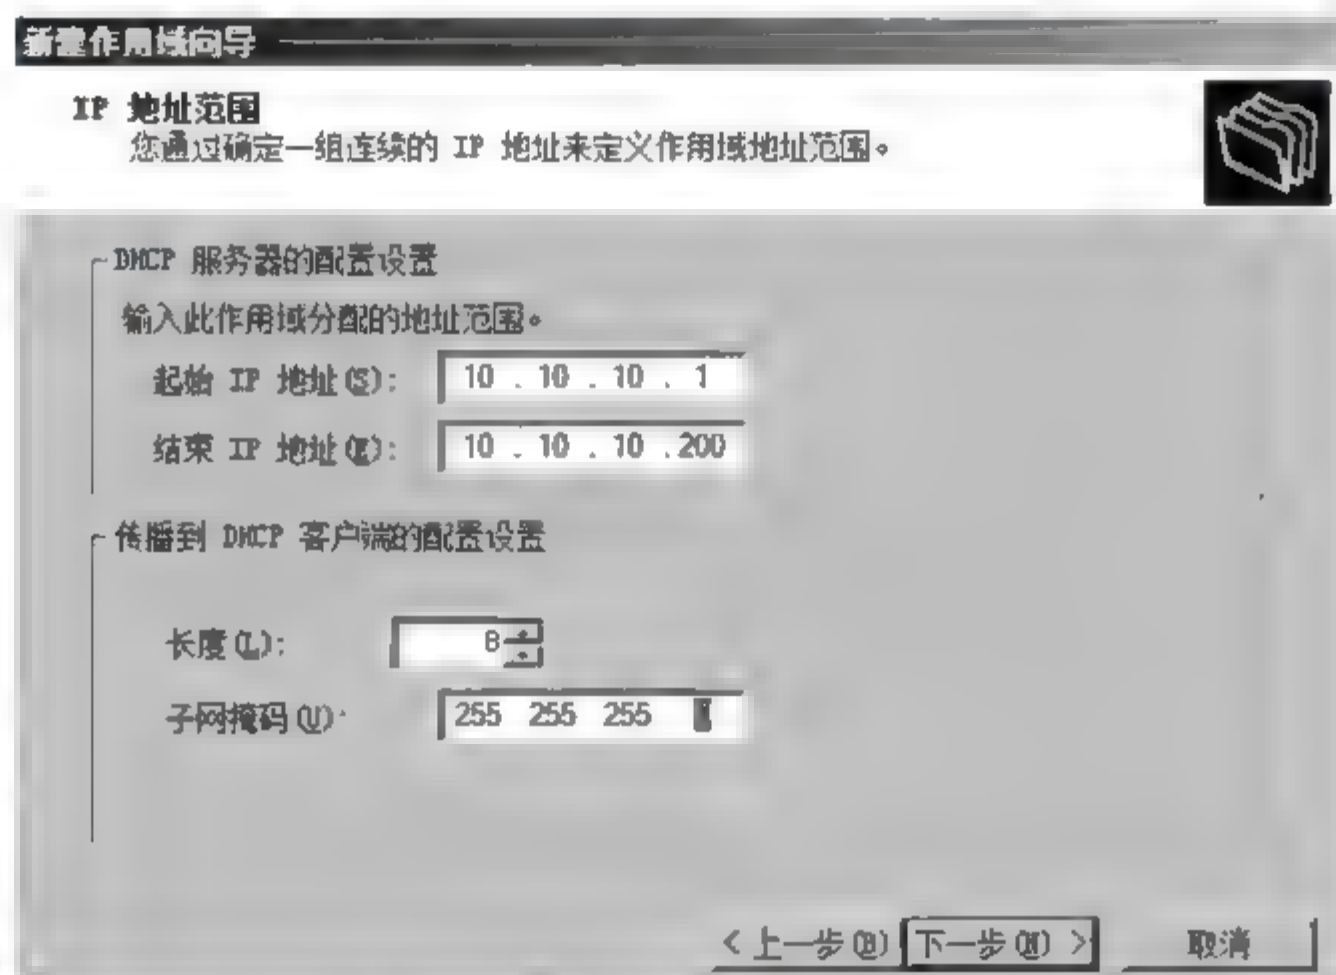 新建作用域向导
IP 地址范围
您通过确定一组连续的 IP 地址来定义作用域地址范围。
DHCP 服务器的配置设置
输入此作用域分配的地址范围。
起始 IP 地址(S): 10 . 10 . 10 . 1
结束 IP 地址(E): 10 . 10 . 10 . 200
传播到 DHCP 客户端的配置设置
长度(L): 8
子网掩码(U): 255 255 255
< 上一步(B) 下一步(N) > 取消